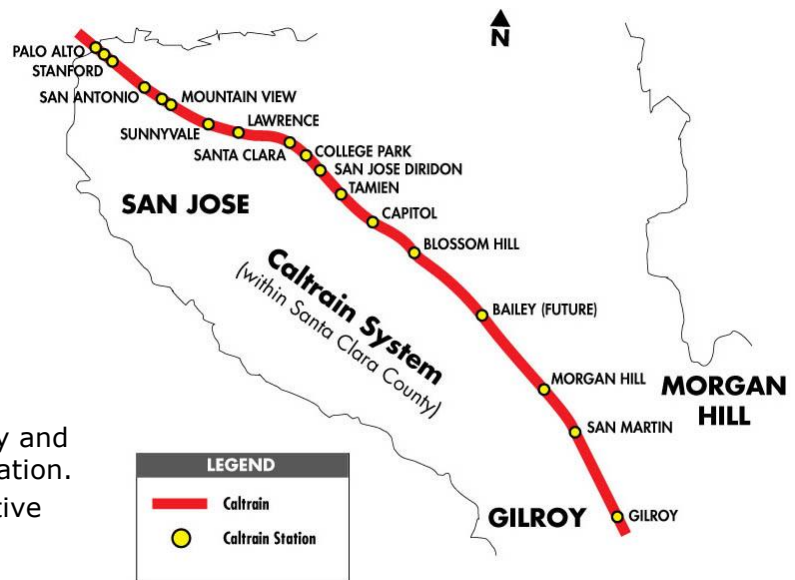 N
PALO ALTO
STANFORD
SAN ANTONIO
MOUNTAIN VIEW
SUNNYVALE
LAWRENCE
SANTA CLARA
COLLEGE PARK
SAN JOSE DIRIDON
TAMIEN
SAN JOSE
CAPITOL
BLOSSOM HILL
Caltrain System
(within Santa Clara County)
BAILEY (FUTURE)
MORGAN HILL
MORGAN
HILL
SAN MARTIN
GILROY
GILROY
y and
ation.
tive
LEGEND
Caltrain
Caltrain Station